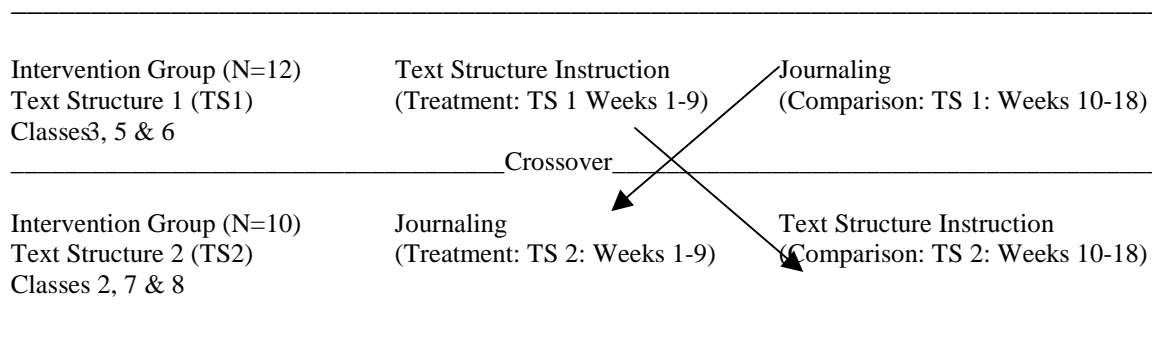 Intervention Group (N=12) Text Structure Instruction Journaling
Text Structure 1 (TS1) (Treatment: TS 1 Weeks 1-9) (Comparison: TS 1: Weeks 10-18)
Classes3, 5 & 6
Crossover
Intervention Group (N=10) Journaling Text Structure Instruction
Text Structure 2 (TS2) (Treatment: TS 2: Weeks 1-9) (Comparison: TS 2: Weeks 10-18)
Classes 2, 7 & 8